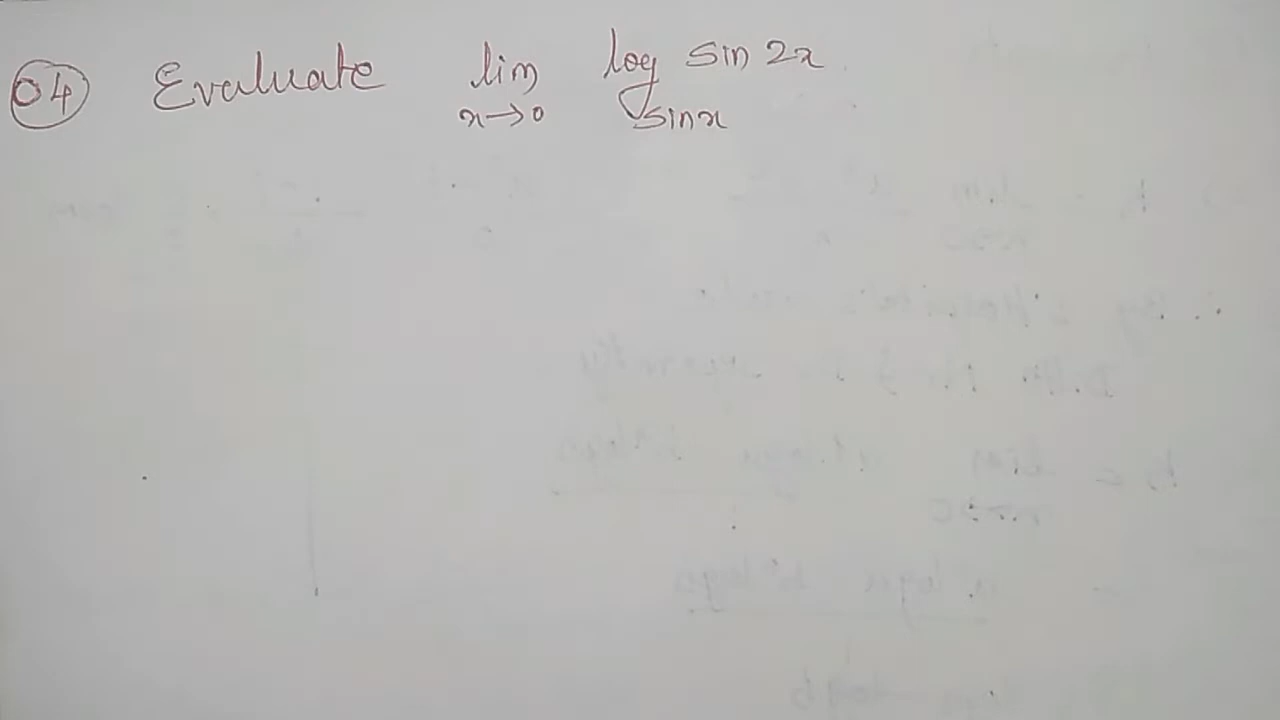 04 Evaluate lim log sin 2x
x→0 sinx